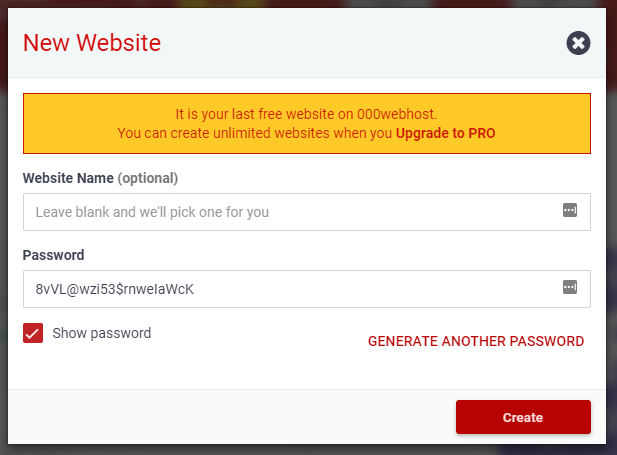 New Website
It is your last free website on 000webhost.
You can create unlimited websites when you Upgrade to PRO
Website Name (optional)
Leave blank and we'll pick one for you
Password
8vVL@wzi53$rnweIaWcK
Show password
GENERATE ANOTHER PASSWORD
Create